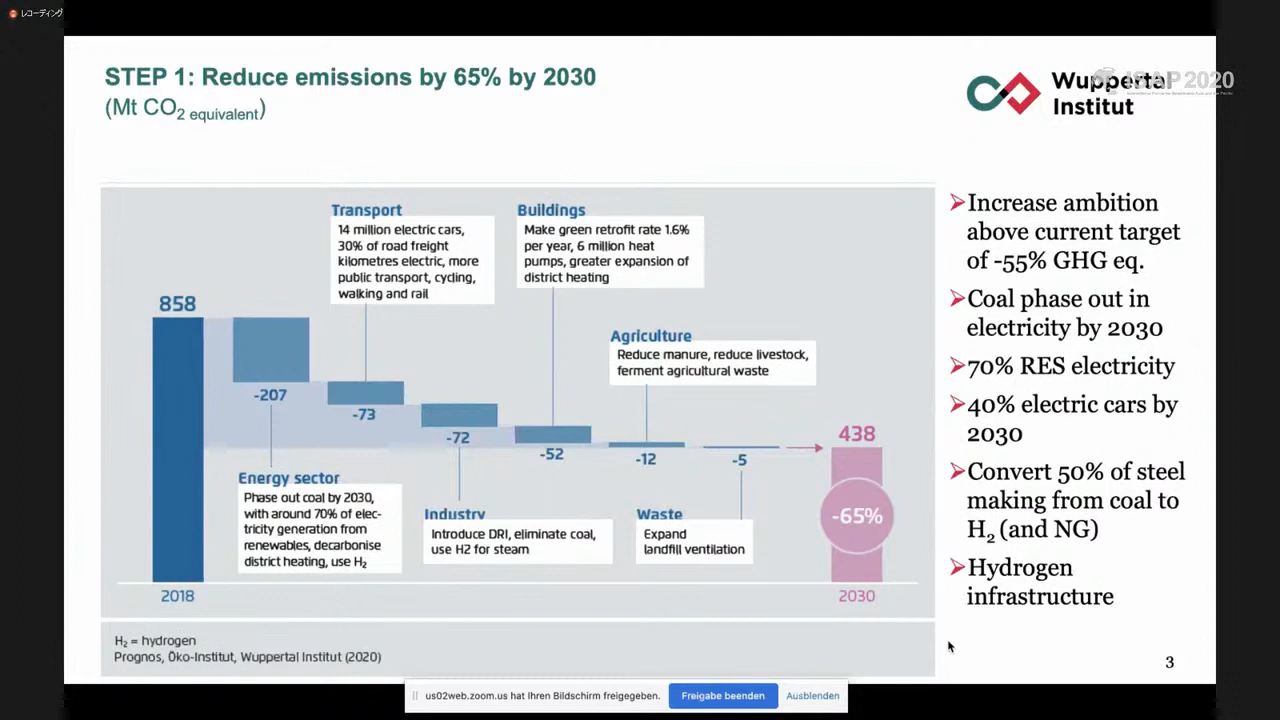 レコーディング
STEP 1: Reduce emissions by 65% by 2030
(Mt CO2 equivalent)
Wuppertal
Institut
ISAP 2020
Transport
14 million electric cars,
30% of road freight
kilometres electric, more
public transport, cycling,
walking and rail
Buildings
Make green retrofit rate 1.6%
per year, 6 million heat
pumps, greater expansion of
district heating
Agriculture
Reduce manure, reduce livestock,
ferment agricultural waste
858
-207
-73
-72
-52
-12
-5
438
-65%
Energy sector
Phase out coal by 2030,
with around 70% of elec-
tricity generation from
renewables, decarbonise
district heating, use H2
Industry
Introduce DRI, eliminate coal,
use H2 for steam
Waste
Expand
landfill ventilation
2018
2030
H2 = hydrogen
Prognos, Öko-Institut, Wuppertal Institut (2020)
➢Increase ambition
above current target
of -55% GHG eq.
➢Coal phase out in
electricity by 2030
➢70% RES electricity
➢40% electric cars by
2030
➢Convert 50% of steel
making from coal to
H2 (and NG)
➢Hydrogen
infrastructure
3
us02web.zoom.us hat Ihren Bildschirm freigegeben.
Freigabe beenden
Ausblenden